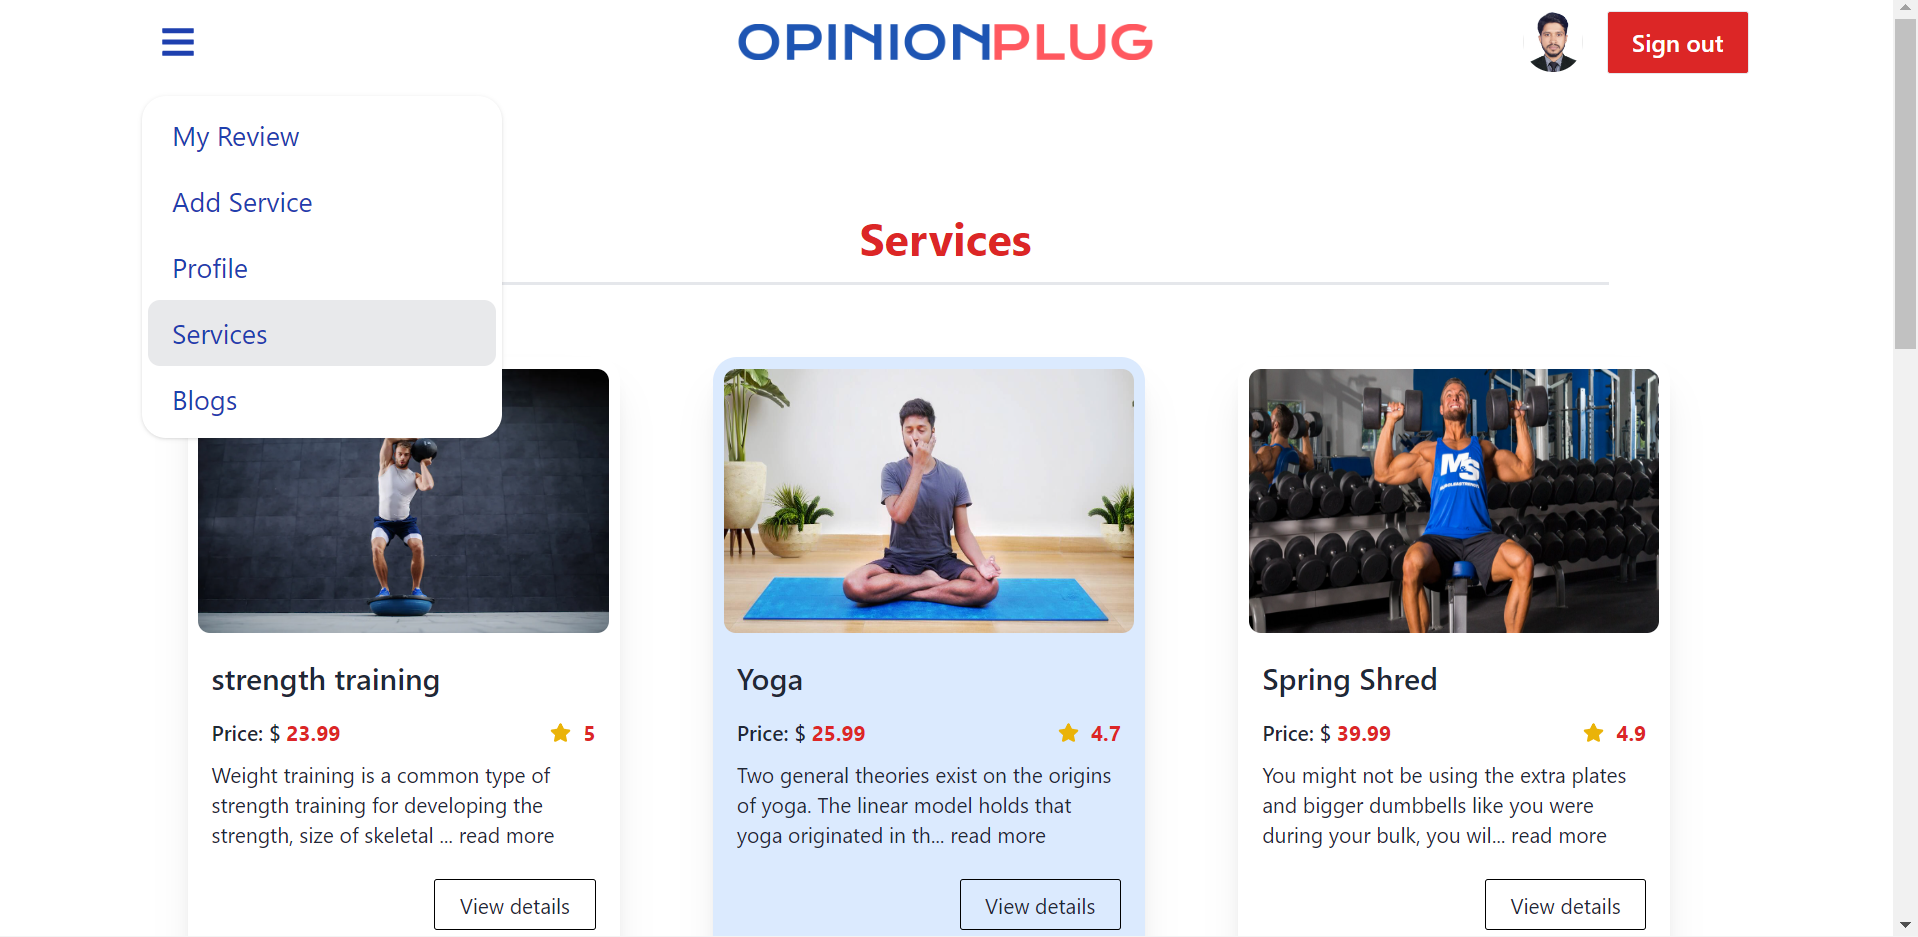 OPINIONPLUG
Sign out
My Review
Add Service
Profile
Services
Blogs
Services
M&S
strength training
Price: $ 23.99
5
Weight training is a common type of
strength training for developing the
strength, size of skeletal ... read more
View details
Yoga
Price: $ 25.99
4.7
Two general theories exist on the origins
of yoga. The linear model holds that
yoga originated in th... read more
View details
Spring Shred
Price: $ 39.99
4.9
You might not be using the extra plates
and bigger dumbbells like you were
during your bulk, you wil... read more
View details